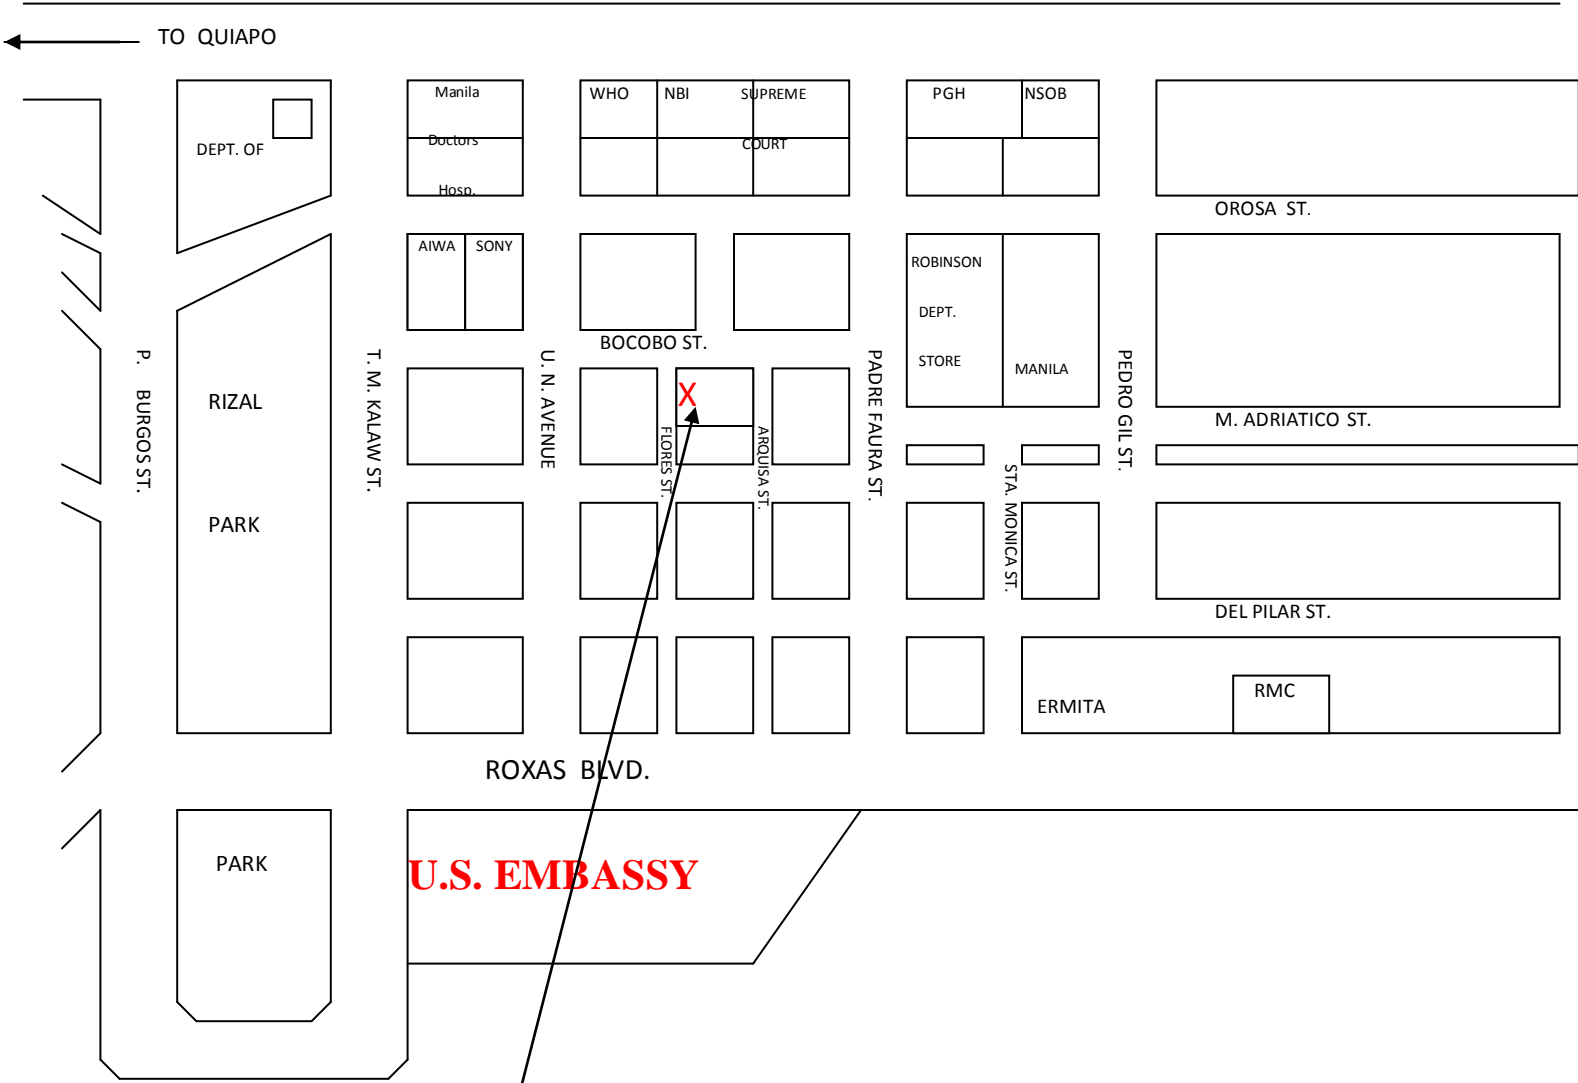 TO QUIAPO
Manila
Doctors
Hosp.
WHO
NBI
SUPREME
COURT
PGH
NSOB
DEPT. OF
OROSA ST.
AIWA
SONY
ROBINSON
DEPT.
STORE
MANILA
BOCOBO ST.
P. BURGOS ST.
RIZAL
PARK
T. M. KALAW ST.
U. N. AVENUE
X
FLORES ST.
ARQUISA ST.
PADRE FAURA ST.
PEDRO GIL ST.
M. ADRIATICO ST.
STA. MONICA ST.
DEL PILAR ST.
ERMITA
RMC
ROXAS BLVD.
PARK
U.S. EMBASSY